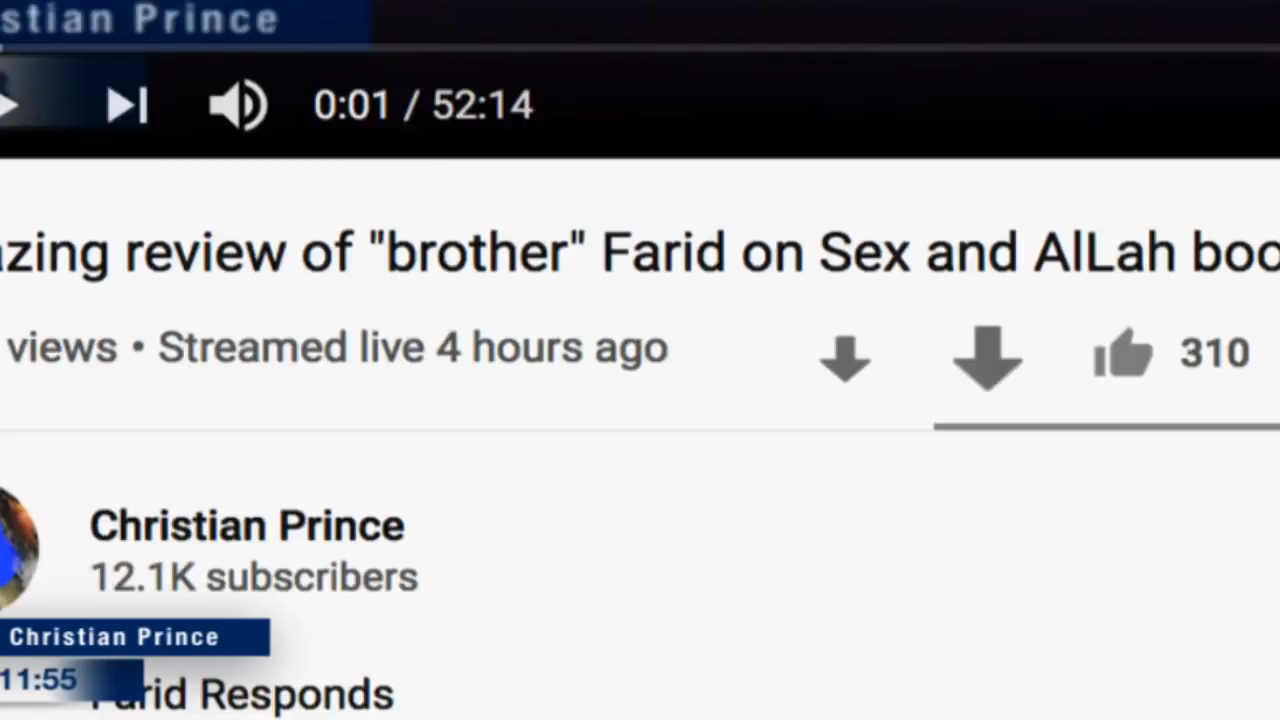 stian Prince
0:01 / 52:14
azing review of "brother" Farid on Sex and AlLah boo
views • Streamed live 4 hours ago
310
Christian Prince
12.1K subscribers
Christian Prince
11:55
Farid Responds